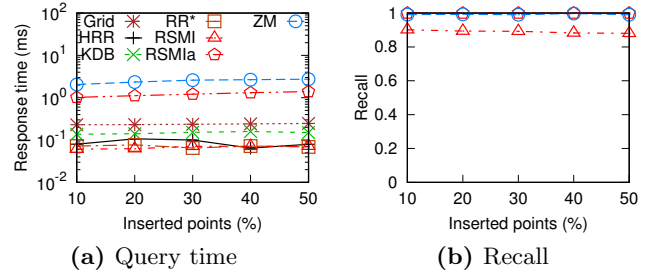 Grid RR* ZM
HRR RSMI
KDB RSMIa
Response time (ms)
10^2
10^1
10^0
10^-1
10^-2
10 20 30 40 50
Inserted points (%)
(a) Query time
Recall
1
0.8
0.6
0.4
0.2
0
10 20 30 40 50
Inserted points (%)
(b) Recall